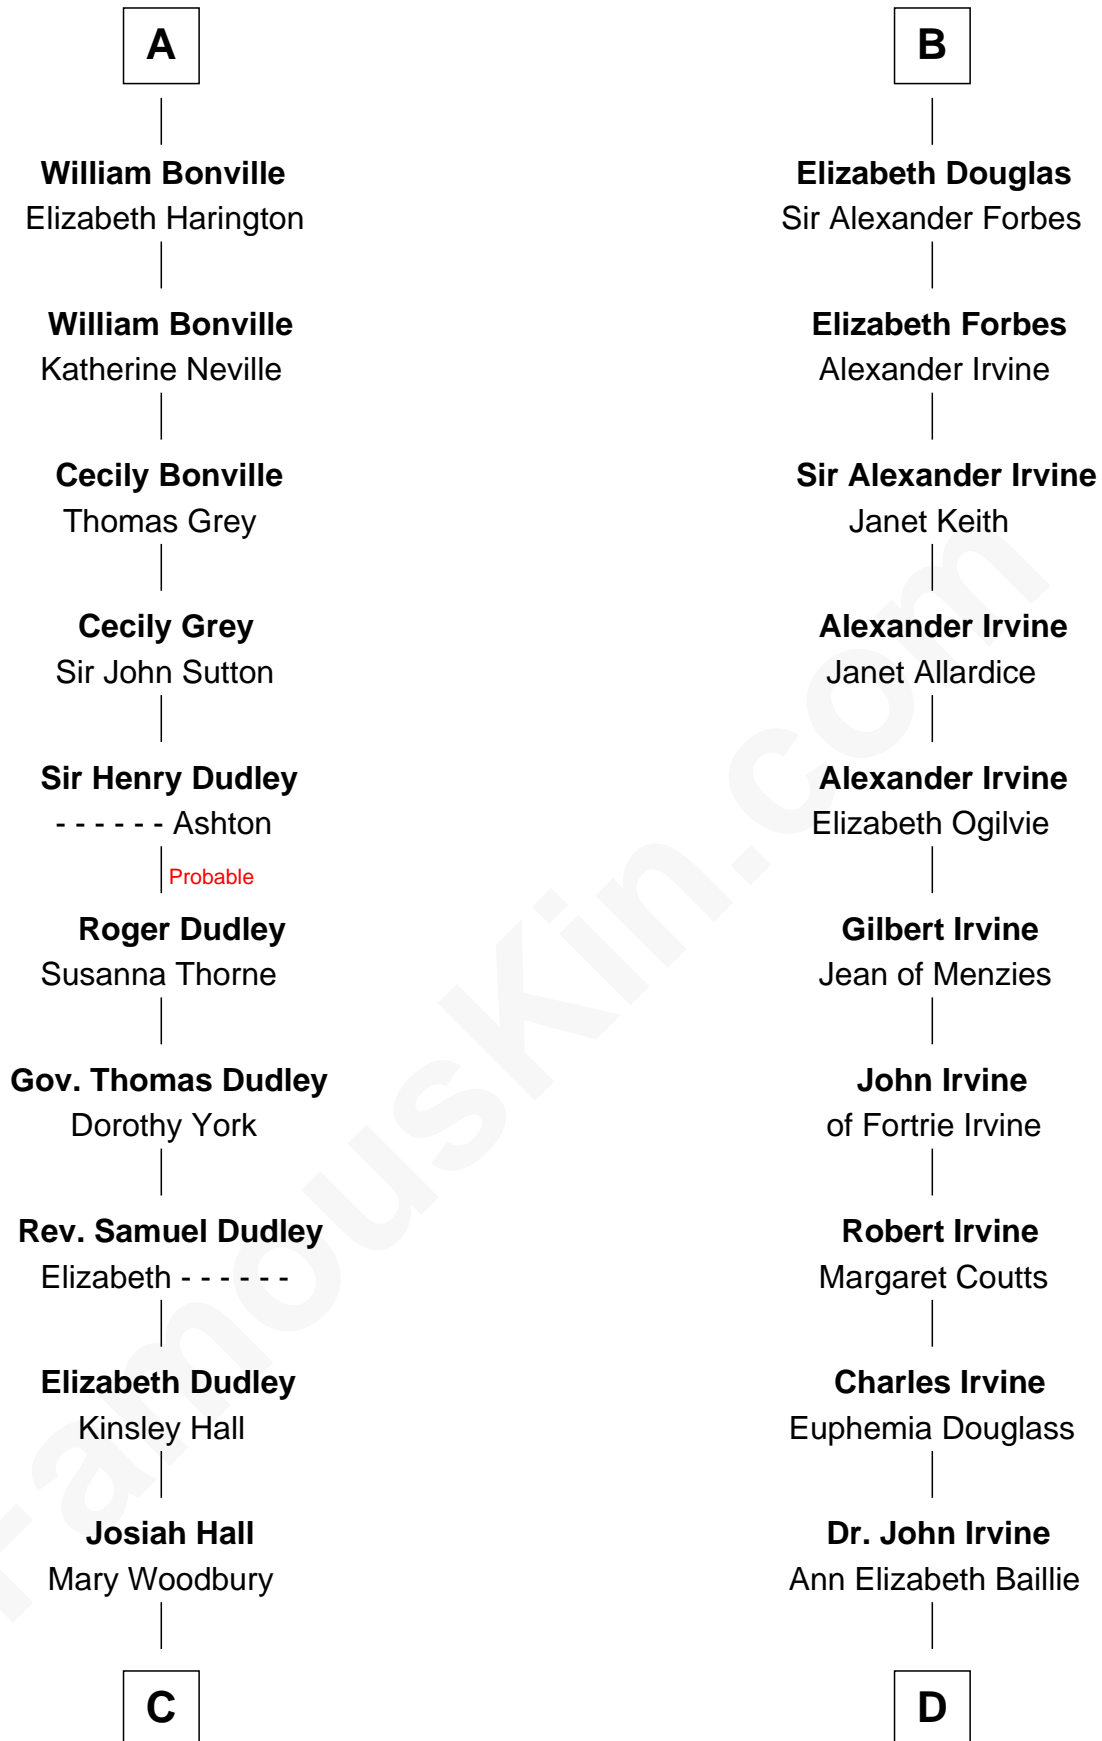 A
William Bonville
Elizabeth Harington
William Bonville
Katherine Neville
Cecily Bonville
Thomas Grey
Cecily Grey
Sir John Sutton
Sir Henry Dudley
- - - - - - Ashton
Probable
Roger Dudley
Susanna Thorne
Gov. Thomas Dudley
Dorothy York
Rev. Samuel Dudley
Elizabeth - - - - - -
Elizabeth Dudley
Kinsley Hall
Josiah Hall
Mary Woodbury
C
B
Elizabeth Douglas
Sir Alexander Forbes
Elizabeth Forbes
Alexander Irvine
Sir Alexander Irvine
Janet Keith
Alexander Irvine
Janet Allardice
Alexander Irvine
Elizabeth Ogilvie
Gilbert Irvine
Jean of Menzies
John Irvine
of Fortrie Irvine
Robert Irvine
Margaret Coutts
Charles Irvine
Euphemia Douglass
Dr. John Irvine
Ann Elizabeth Baillie
D
FamousKin.com